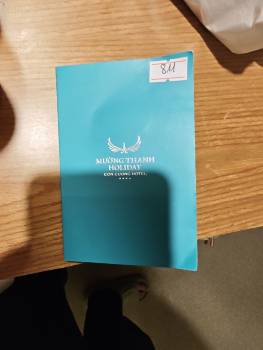 811
MƯỜNG THANH
HOLIDAY
CON CUONG HOTEL